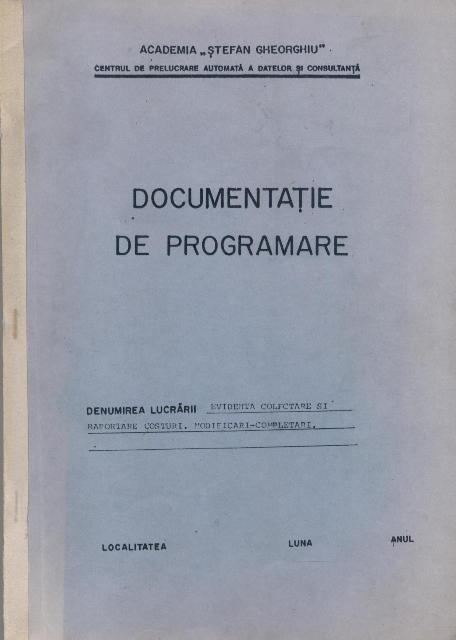 ACADEMIA „ŞTEFAN GHEORGHIU"
CENTRUL DE PRELUCRARE AUTOMATĂ A DATELOR ŞI CONSULTANŢĂ
DOCUMENTAŢIE
DE PROGRAMARE
DENUMIREA LUCRĂRII EVIDENTA COLECTARE SI
RAPORTARE COSTURI. MODIFICARI-COMPLETARI.
LOCALITATEA LUNA ANUL